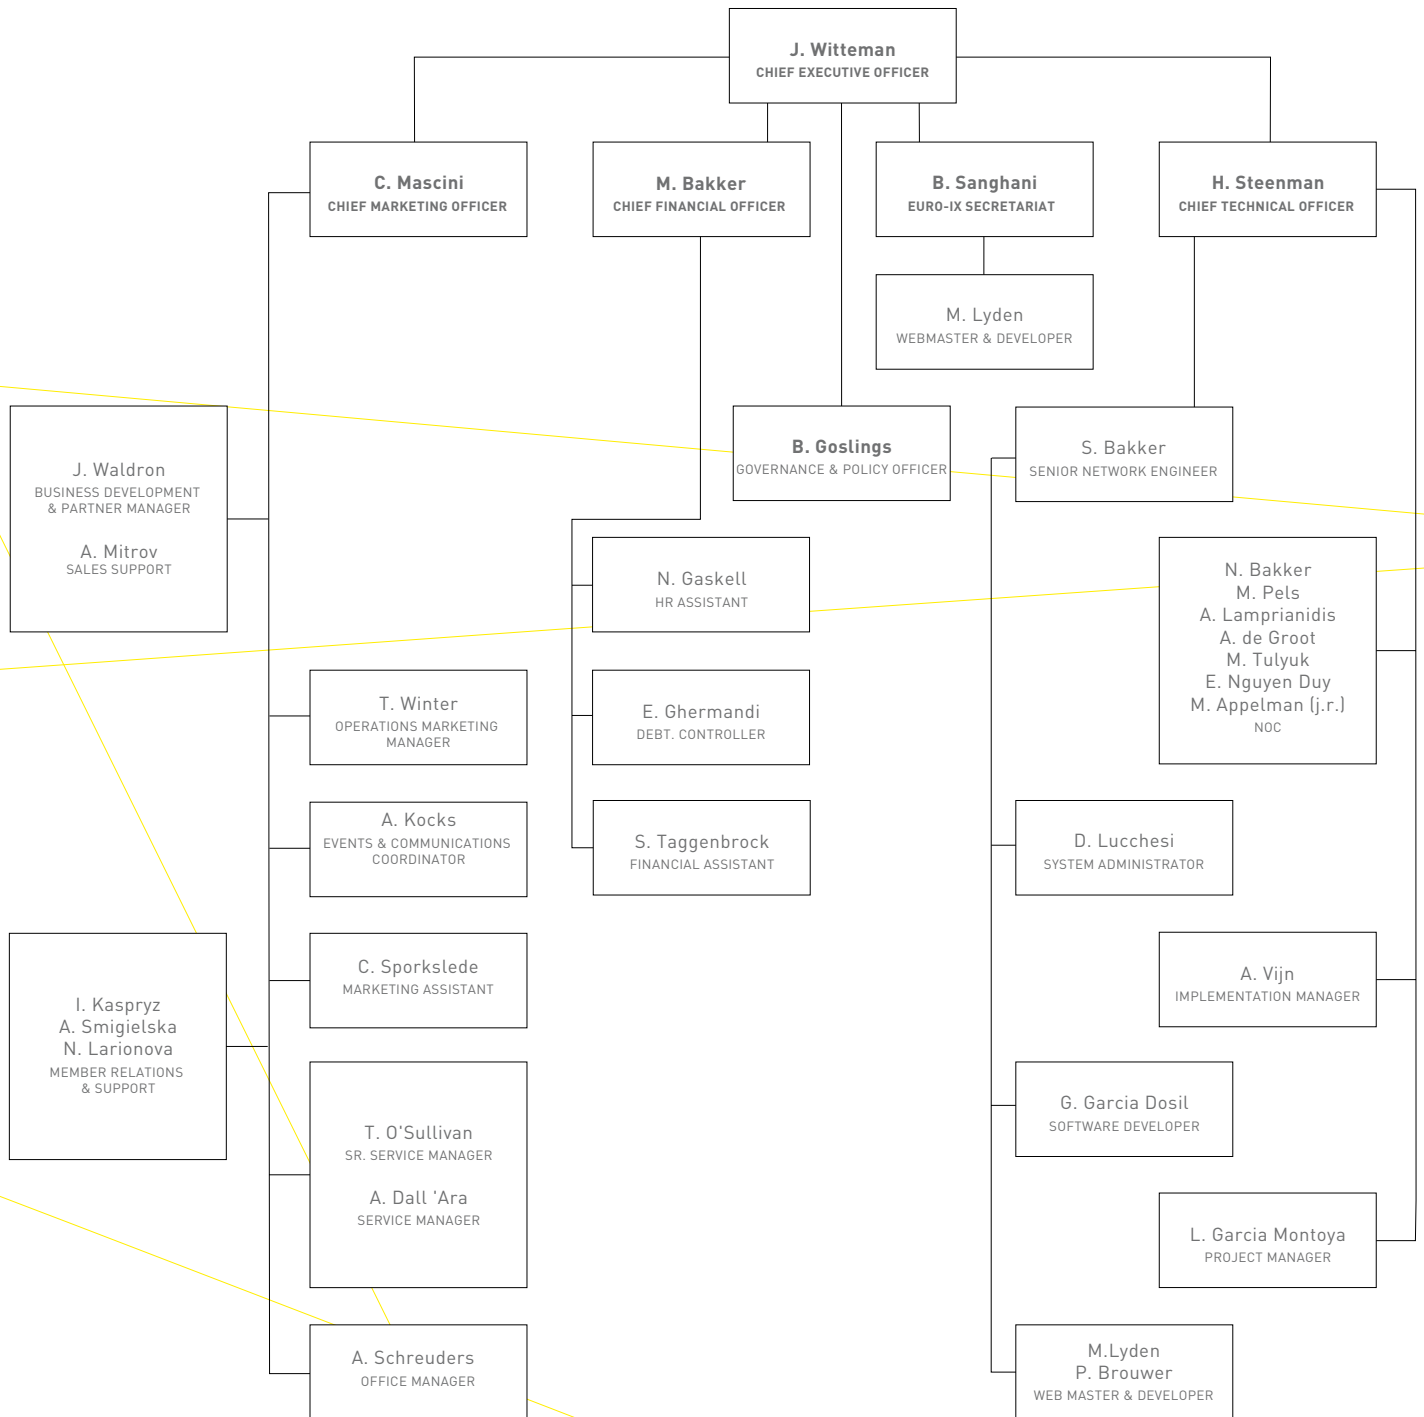 J. Witteman
CHIEF EXECUTIVE OFFICER
C. Mascini
CHIEF MARKETING OFFICER
M. Bakker
CHIEF FINANCIAL OFFICER
B. Sanghani
EURO-IX SECRETARIAT
H. Steenman
CHIEF TECHNICAL OFFICER
M. Lyden
WEBMASTER & DEVELOPER
J. Waldron
BUSINESS DEVELOPMENT
& PARTNER MANAGER
A. Mitrov
SALES SUPPORT
B. Goslings
GOVERNANCE & POLICY OFFICER
S. Bakker
SENIOR NETWORK ENGINEER
N. Gaskell
HR ASSISTANT
N. Bakker
M. Pels
A. Lamprianidis
A. de Groot
M. Tulyuk
E. Nguyen Duy
M. Appelman (j.r.)
NOC
T. Winter
OPERATIONS MARKETING
MANAGER
E. Ghermandi
DEBT. CONTROLLER
A. Kocks
EVENTS & COMMUNICATIONS
COORDINATOR
S. Taggenbrock
FINANCIAL ASSISTANT
D. Lucchesi
SYSTEM ADMINISTRATOR
I. Kaspryz
A. Smigielska
N. Larionova
MEMBER RELATIONS
& SUPPORT
C. Sporkslede
MARKETING ASSISTANT
A. Vijn
IMPLEMENTATION MANAGER
T. O'Sullivan
SR. SERVICE MANAGER
A. Dall 'Ara
SERVICE MANAGER
G. Garcia Dosil
SOFTWARE DEVELOPER
L. Garcia Montoya
PROJECT MANAGER
A. Schreuders
OFFICE MANAGER
M.Lyden
P. Brouwer
WEB MASTER & DEVELOPER